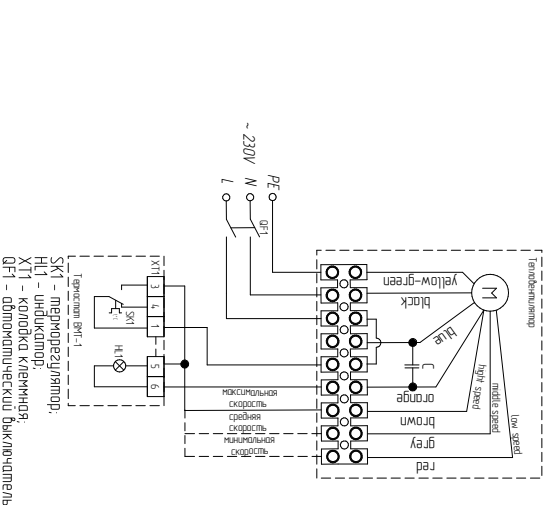 ~ 230V
L
N
PE
QF1
Тепловентилятор
M
yellow-green
black
blue
C
orange
brown
grey
red
hight speed
middle speed
low speed
максимальная
скорость
средняя
скорость
минимальная
скорость
XT1
3
4
1
5
6
SK1
t°C
HL1
Термостат BMT-1
SK1 - терморегулятор;
HL1 - индикатор;
XT1 - колодка клеммная;
QF1 - автоматический выключатель